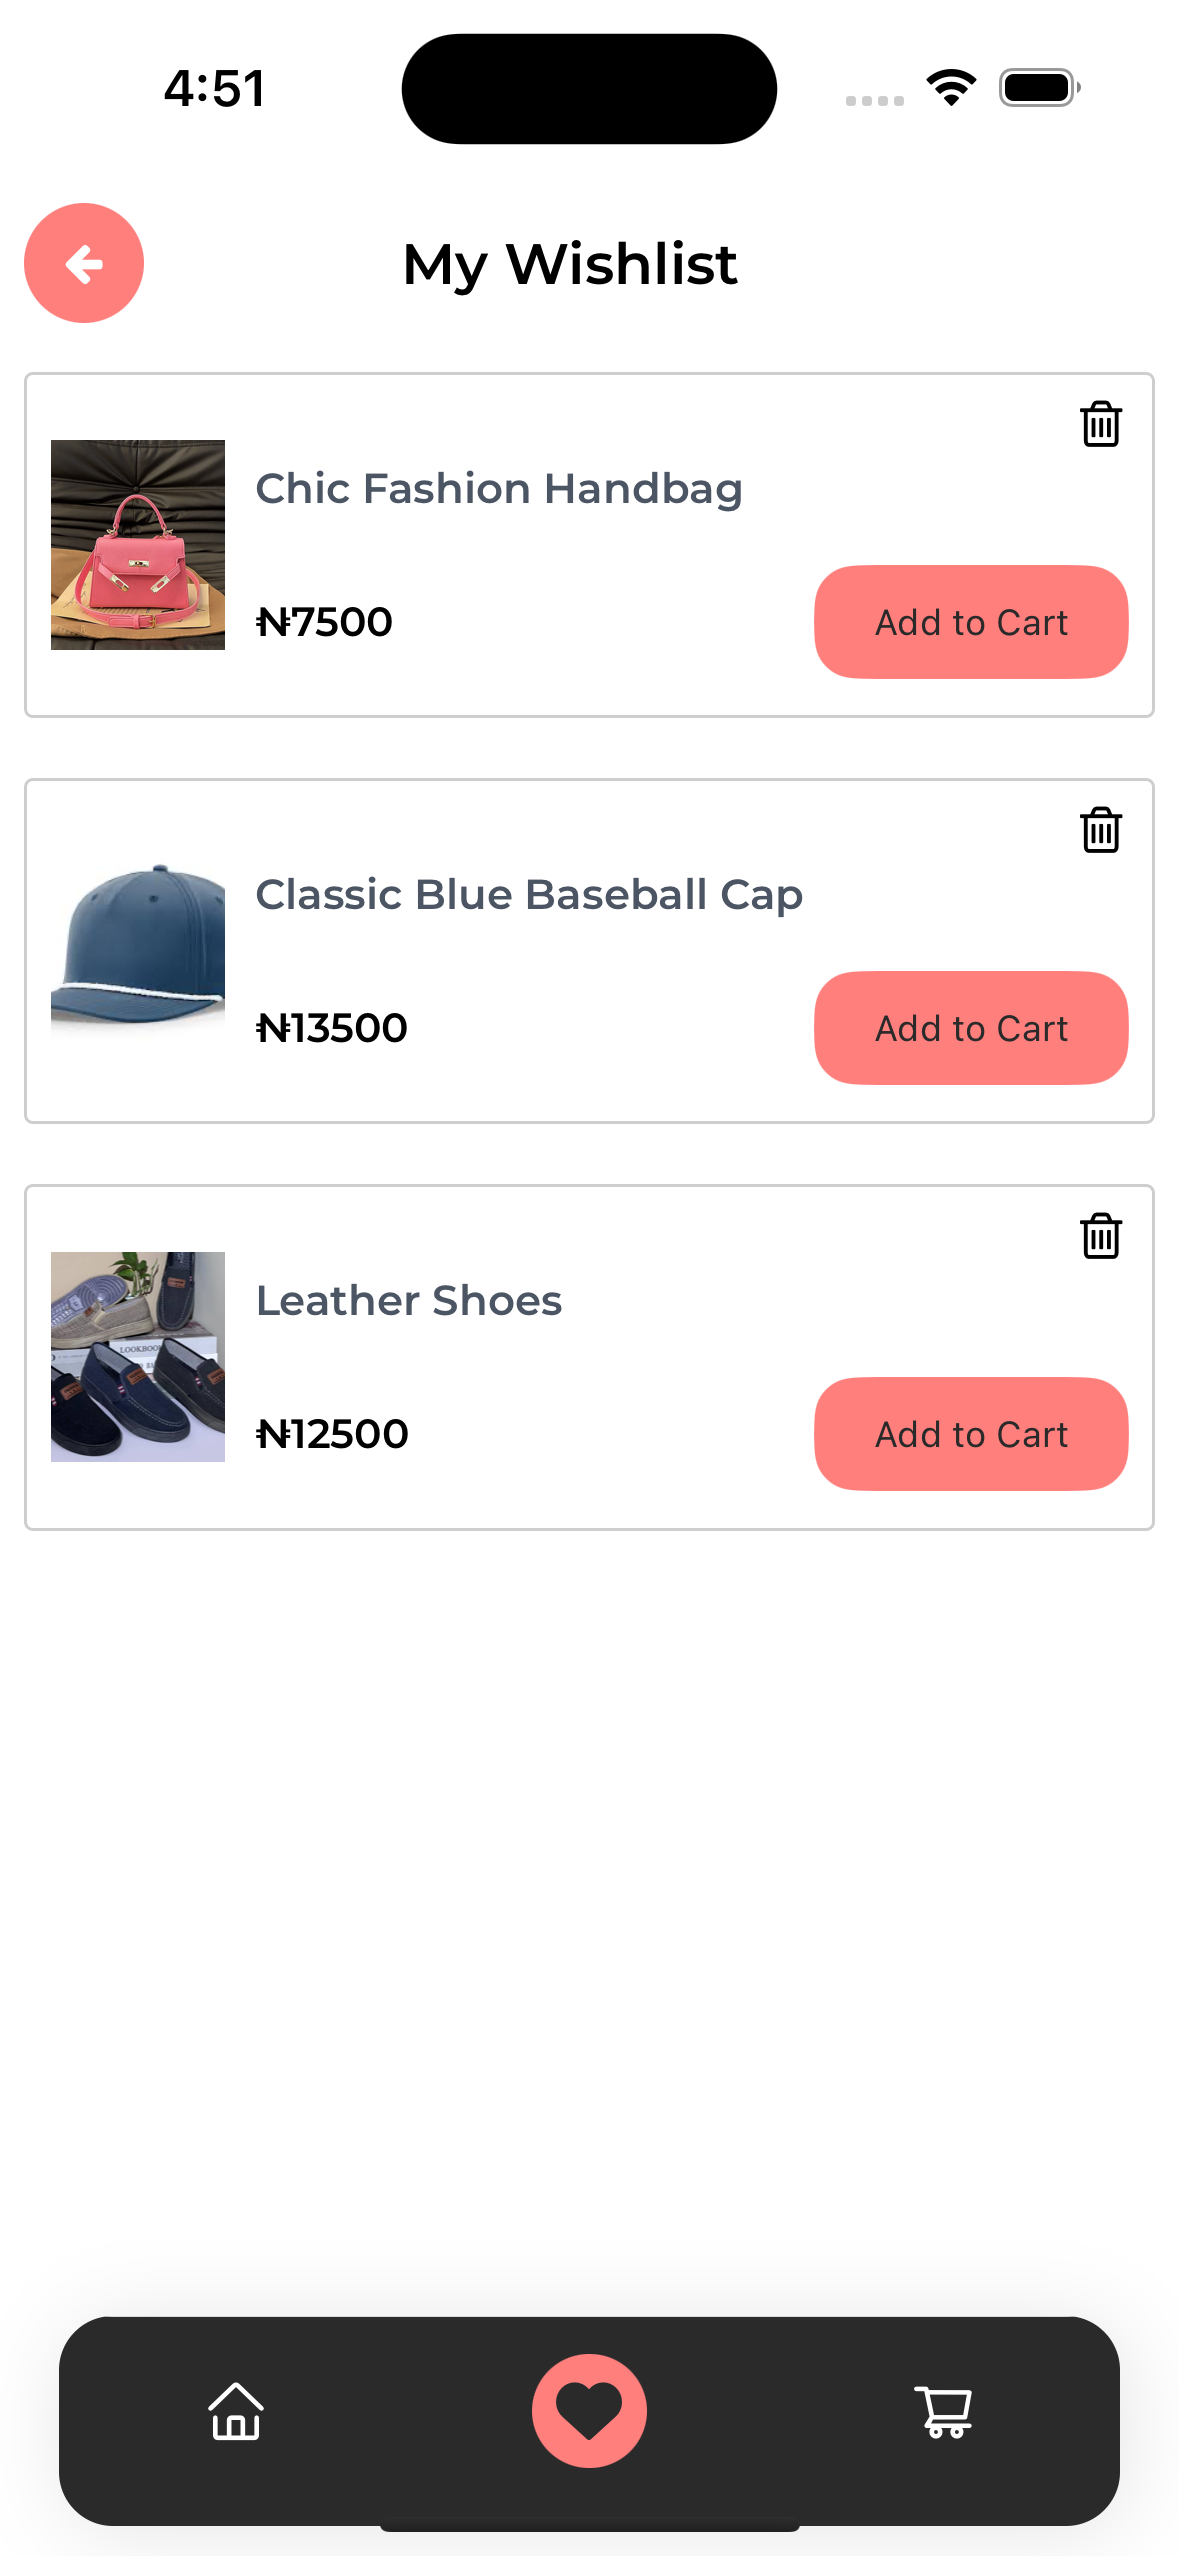 4:51
My Wishlist
Chic Fashion Handbag
₦7500
Add to Cart
Classic Blue Baseball Cap
₦13500
Add to Cart
LOOKBOO
Leather Shoes
₦12500
Add to Cart